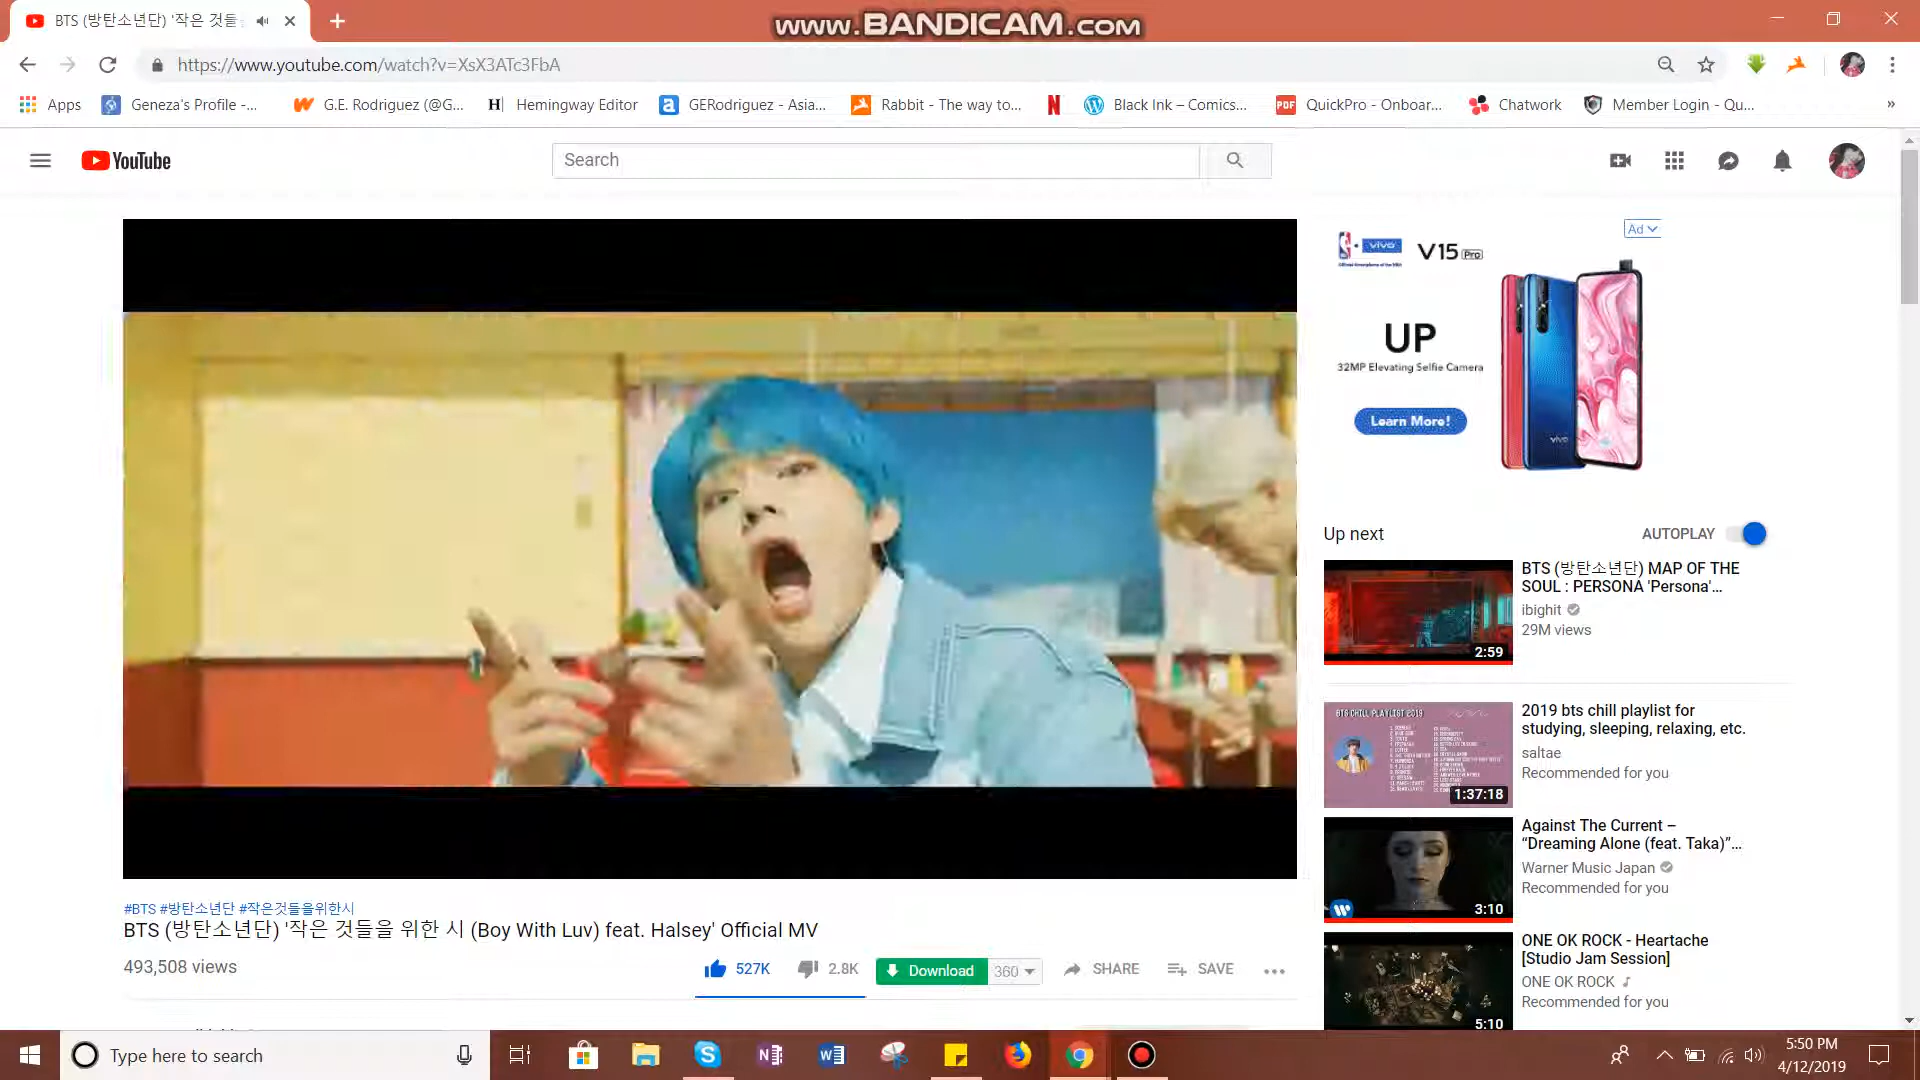 BTS (방탄소년단) '작은 것들
www.BANDICAM.com
https://www.youtube.com/watch?v=XsX3ATc3FbA
Apps
Geneza's Profile -...
G.E. Rodriguez (@G...
Hemingway Editor
GERodriguez - Asia...
Rabbit - The way to...
Black Ink – Comics...
QuickPro - Onboar...
Chatwork
Member Login - Qu...
YouTube
Search
Ad
vivo
V15 Pro
UP
32MP Elevating Selfie Camera
Learn More!
vivo
Up next
AUTOPLAY
BTS (방탄소년단) MAP OF THE
SOUL : PERSONA 'Persona'...
ibighit
29M views
2:59
BTS CHILL PLAYLIST 2019
1:37:18
2019 bts chill playlist for
studying, sleeping, relaxing, etc.
saltae
Recommended for you
3:10
Against The Current –
“Dreaming Alone (feat. Taka)”...
Warner Music Japan
Recommended for you
5:10
ONE OK ROCK - Heartache
[Studio Jam Session]
ONE OK ROCK
Recommended for you
#BTS #방탄소년단 #작은것들을위한시
BTS (방탄소년단) '작은 것들을 위한 시 (Boy With Luv) feat. Halsey' Official MV
493,508 views
527K
2.8K
Download
360
SHARE
SAVE
Type here to search
5:50 PM
4/12/2019